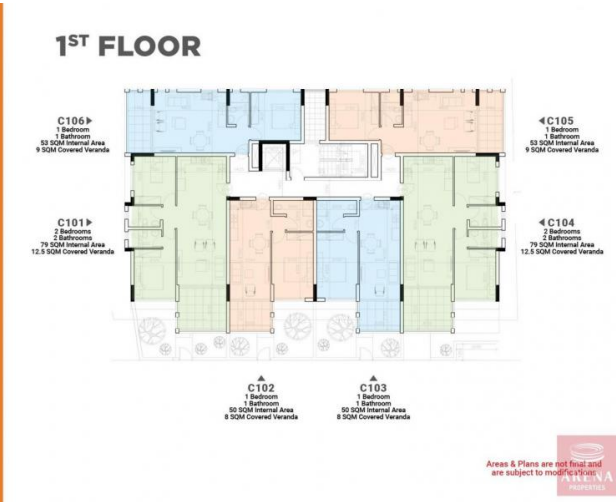 1ST FLOOR
C106
1 Bedroom
1 Bathroom
53 SQM Internal Area
9 SQM Covered Veranda
C105
1 Bedroom
1 Bathroom
53 SQM Internal Area
9 SQM Covered Veranda
C101
2 Bedrooms
2 Bathrooms
79 SQM Internal Area
12.5 SQM Covered Veranda
C104
2 Bedrooms
2 Bathrooms
79 SQM Internal Area
12.5 SQM Covered Veranda
C102
1 Bedroom
1 Bathroom
50 SQM Internal Area
8 SQM Covered Veranda
C103
1 Bedroom
1 Bathroom
50 SQM Internal Area
8 SQM Covered Veranda
Areas & Plans are not final and
are subject to modifications
ARENA
PROPERTIES